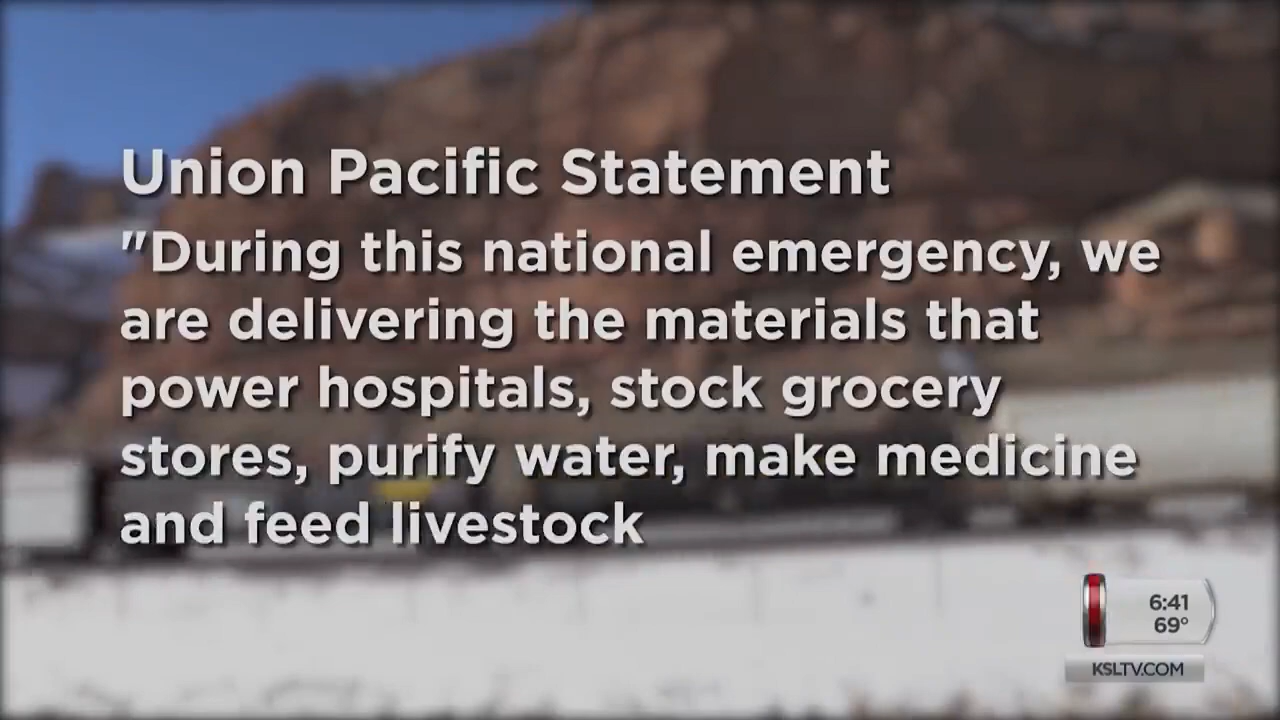 Union Pacific Statement
"During this national emergency, we
are delivering the materials that
power hospitals, stock grocery
stores, purify water, make medicine
and feed livestock
6:41
69°
KSLTV.COM